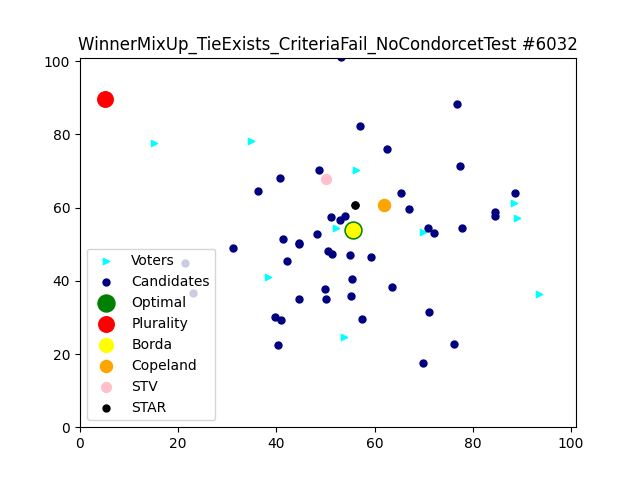 WinnerMixUp_TieExists_CriteriaFail_NoCondorcetTest #6032
100
80
60
40
20
0
Voters
Candidates
Optimal
Plurality
Borda
Copeland
STV
STAR
0 20 40 60 80 100